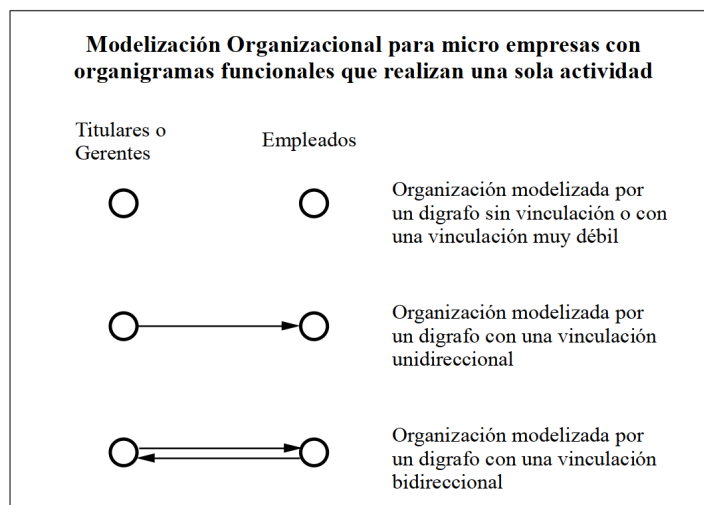 Modelización Organizacional para micro empresas con
organigramas funcionales que realizan una sola actividad
Titulares o
Gerentes
Empleados
Organización modelizada por
un digrafo sin vinculación o con
una vinculación muy débil
Organización modelizada por
un digrafo con una vinculación
unidireccional
Organización modelizada por
un digrafo con una vinculación
bidireccional